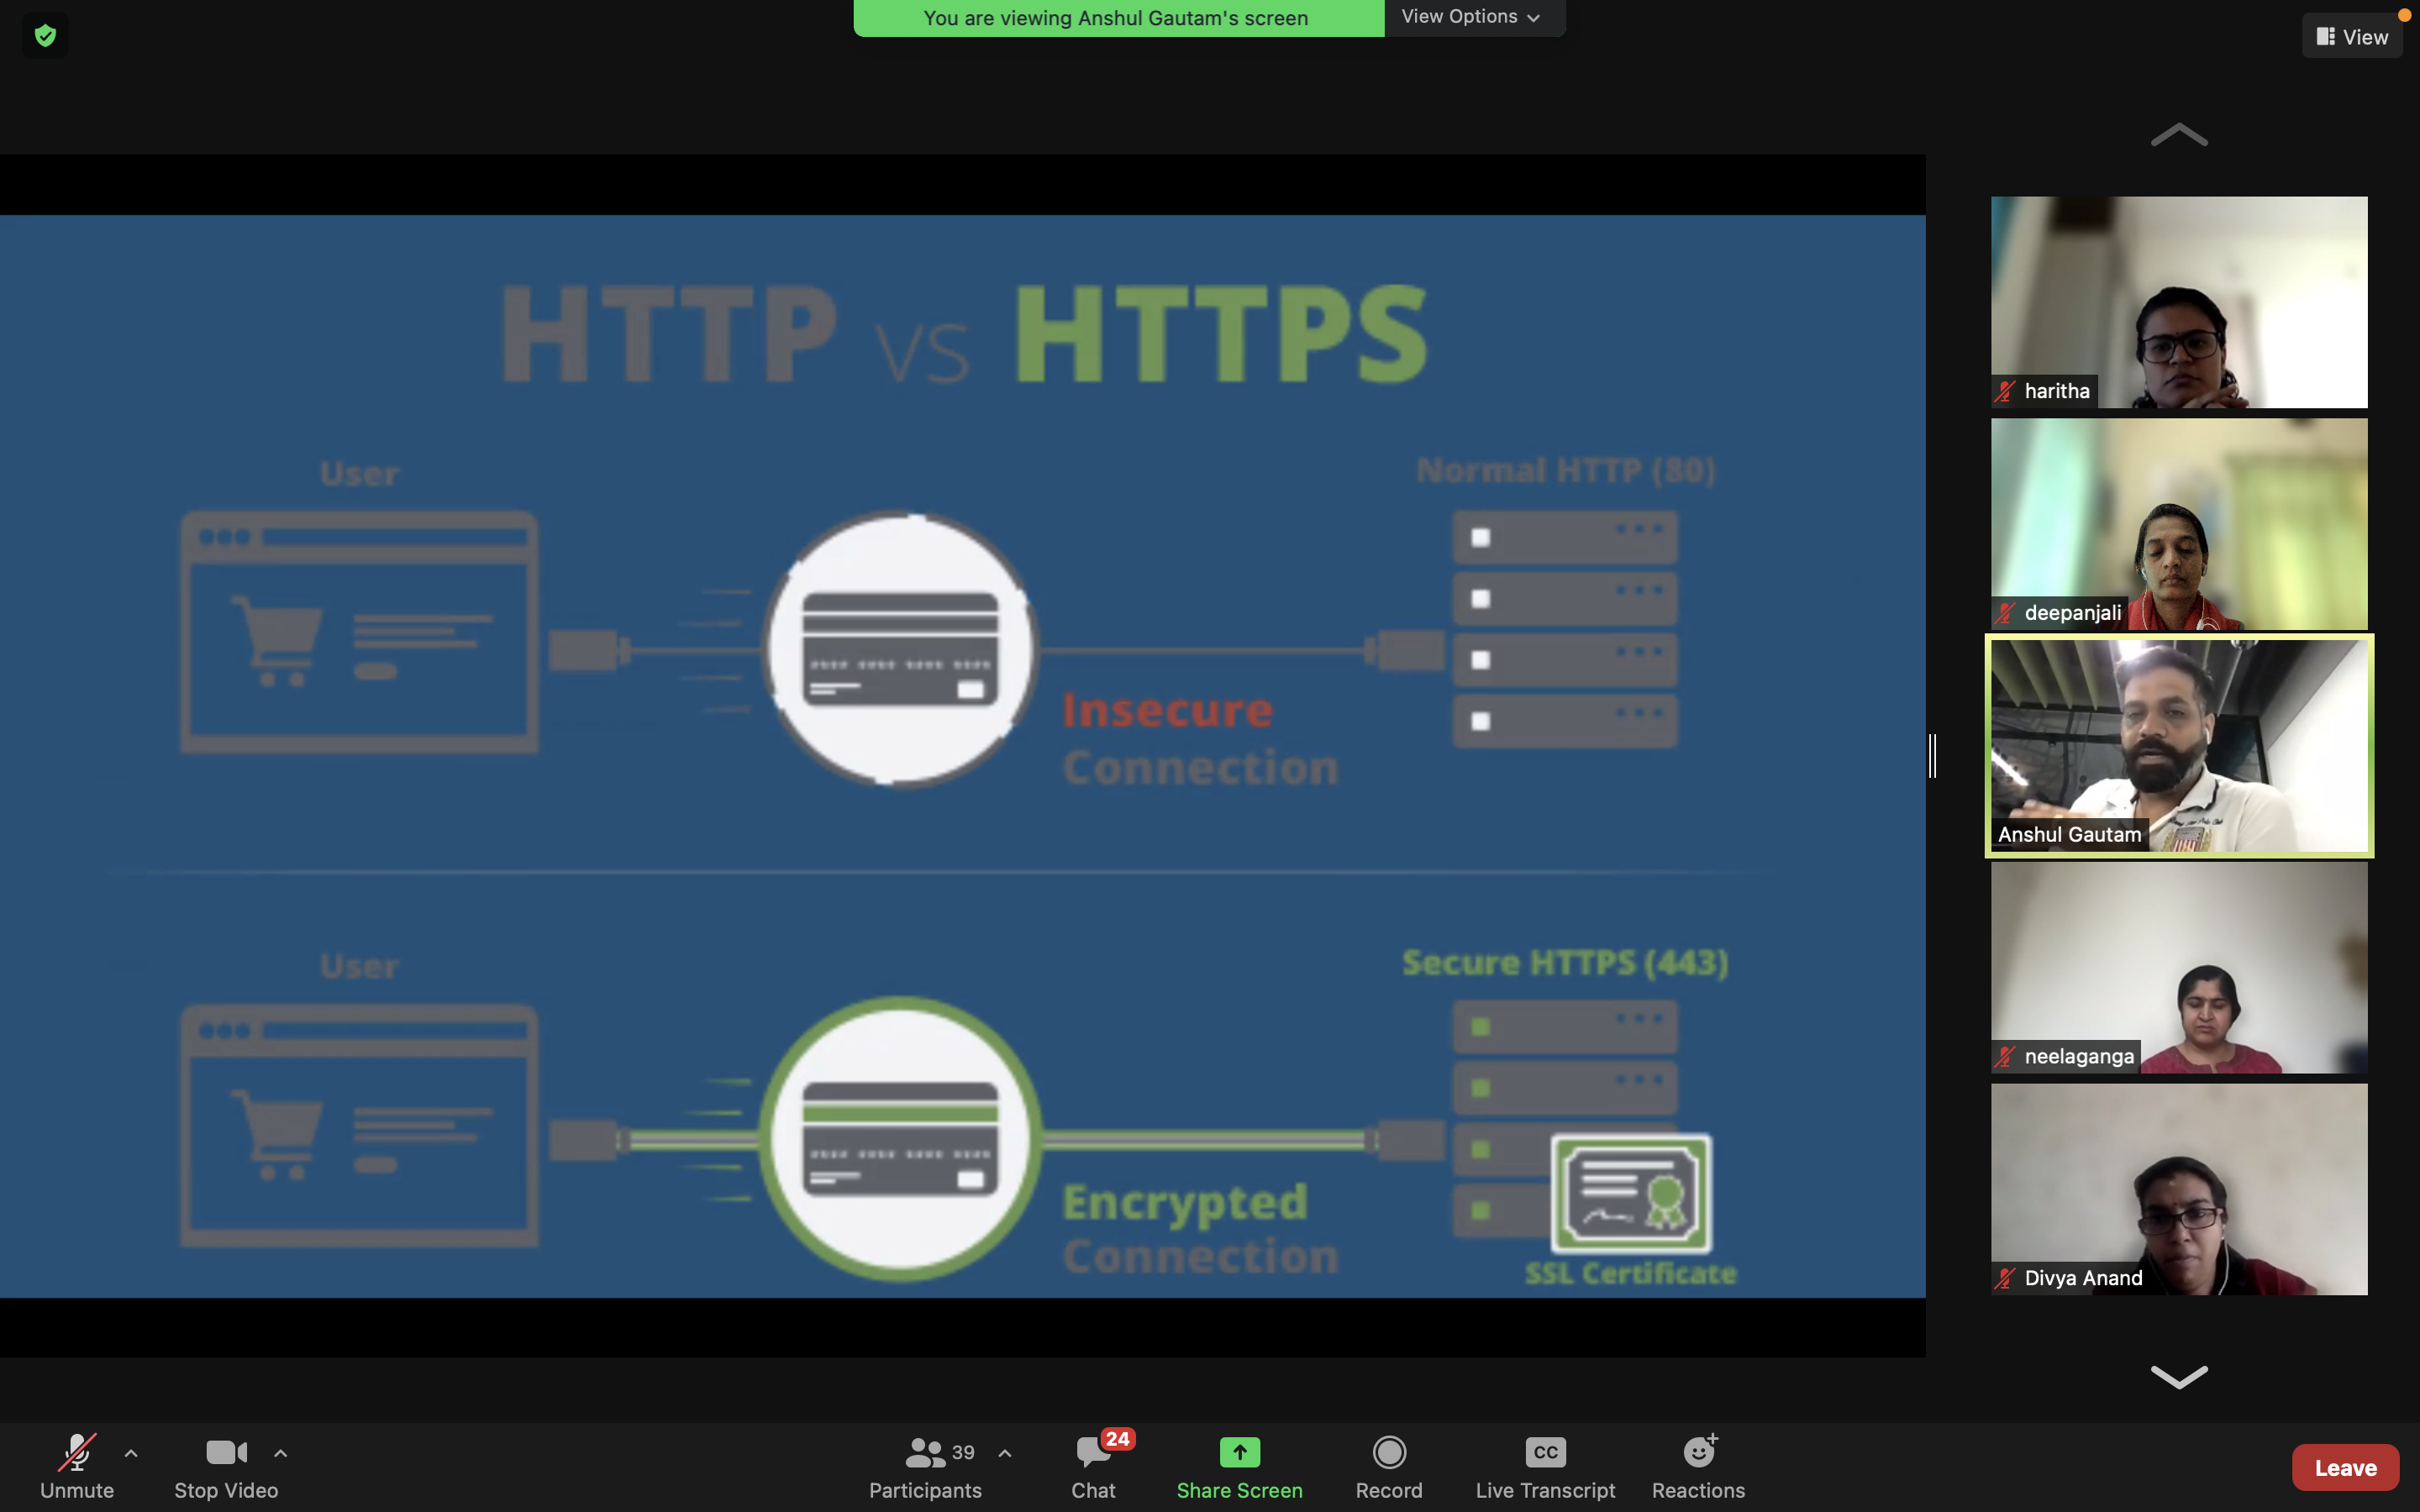 You are viewing Anshul Gautam's screen
View Options
View
HTTP VS HTTPS
User
Normal HTTP (80)
Insecure
Connection
User
Secure HTTPS (443)
Encrypted
Connection
SSL Certificate
haritha
deepanjali
Anshul Gautam
neelaganga
Divya Anand
Unmute
Stop Video
39
Participants
24
Chat
Share Screen
Record
CC
Live Transcript
Reactions
Leave